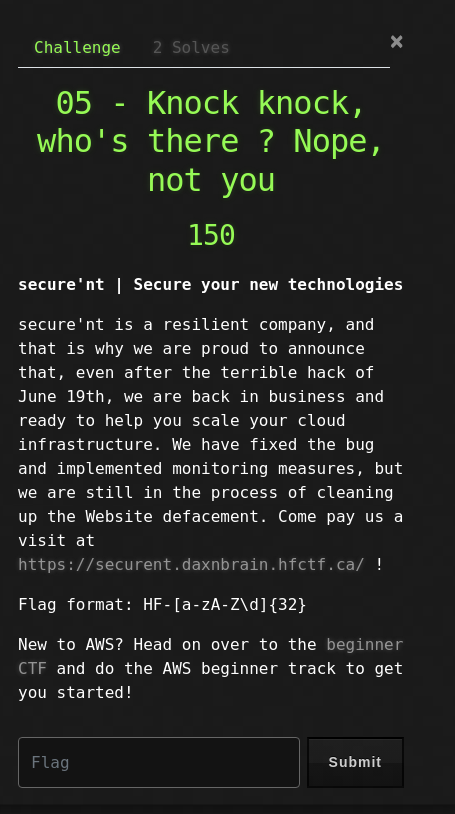 Challenge 2 Solves ×
05 - Knock knock,
who's there ? Nope,
not you
150
secure'nt | Secure your new technologies
secure'nt is a resilient company, and
that is why we are proud to announce
that, even after the terrible hack of
June 19th, we are back in business and
ready to help you scale your cloud
infrastructure. We have fixed the bug
and implemented monitoring measures, but
we are still in the process of cleaning
up the Website defacement. Come pay us a
visit at
https://securent.daxnbrain.hfctf.ca/ !
Flag format: HF-[a-zA-Z\d]{32}
New to AWS? Head on over to the beginner
CTF and do the AWS beginner track to get
you started!
Flag Submit